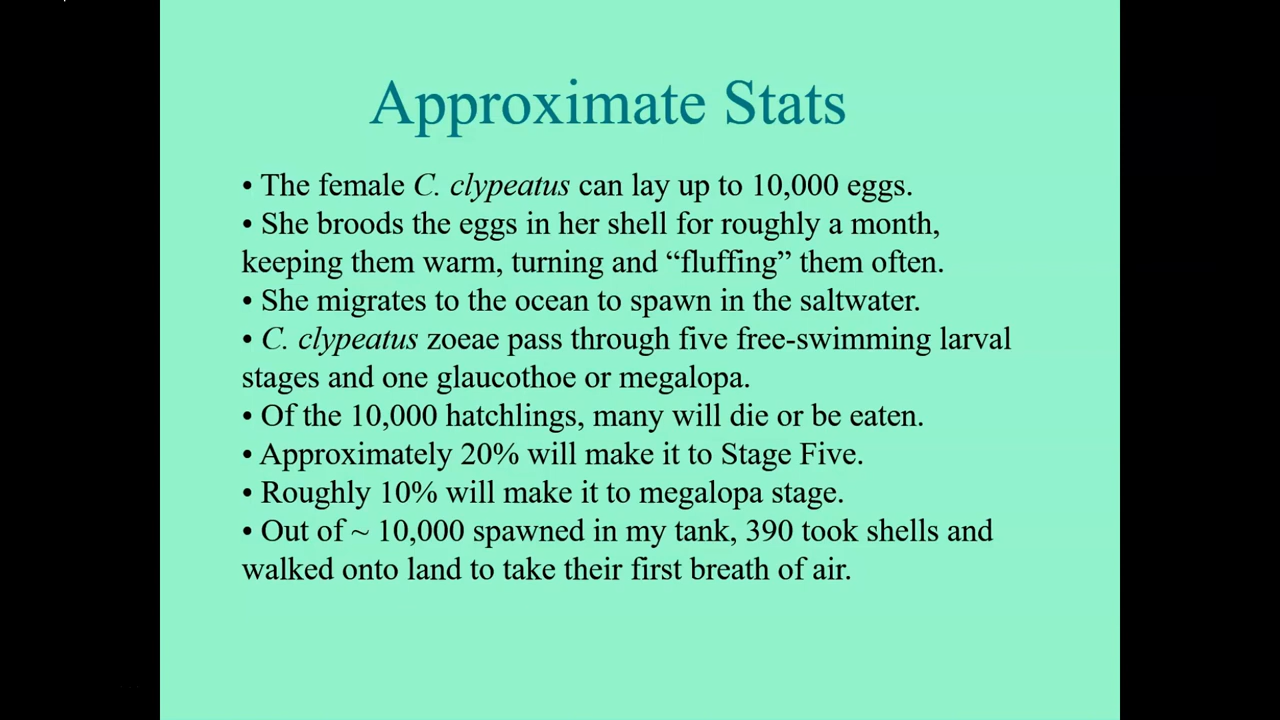 Approximate Stats
• The female C. clypeatus can lay up to 10,000 eggs.
• She broods the eggs in her shell for roughly a month,
keeping them warm, turning and “fluffing” them often.
• She migrates to the ocean to spawn in the saltwater.
• C. clypeatus zoeae pass through five free-swimming larval
stages and one glaucothoe or megalopa.
• Of the 10,000 hatchlings, many will die or be eaten.
• Approximately 20% will make it to Stage Five.
• Roughly 10% will make it to megalopa stage.
• Out of ~ 10,000 spawned in my tank, 390 took shells and
walked onto land to take their first breath of air.